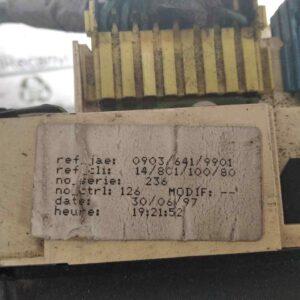 ref.jae: 0903/641/9901
ref.cli: 14/801/100/80
no.serie: 236
no.ctrl: 126 MODIF: --
date: 30/06/97
heure: 19:21:52